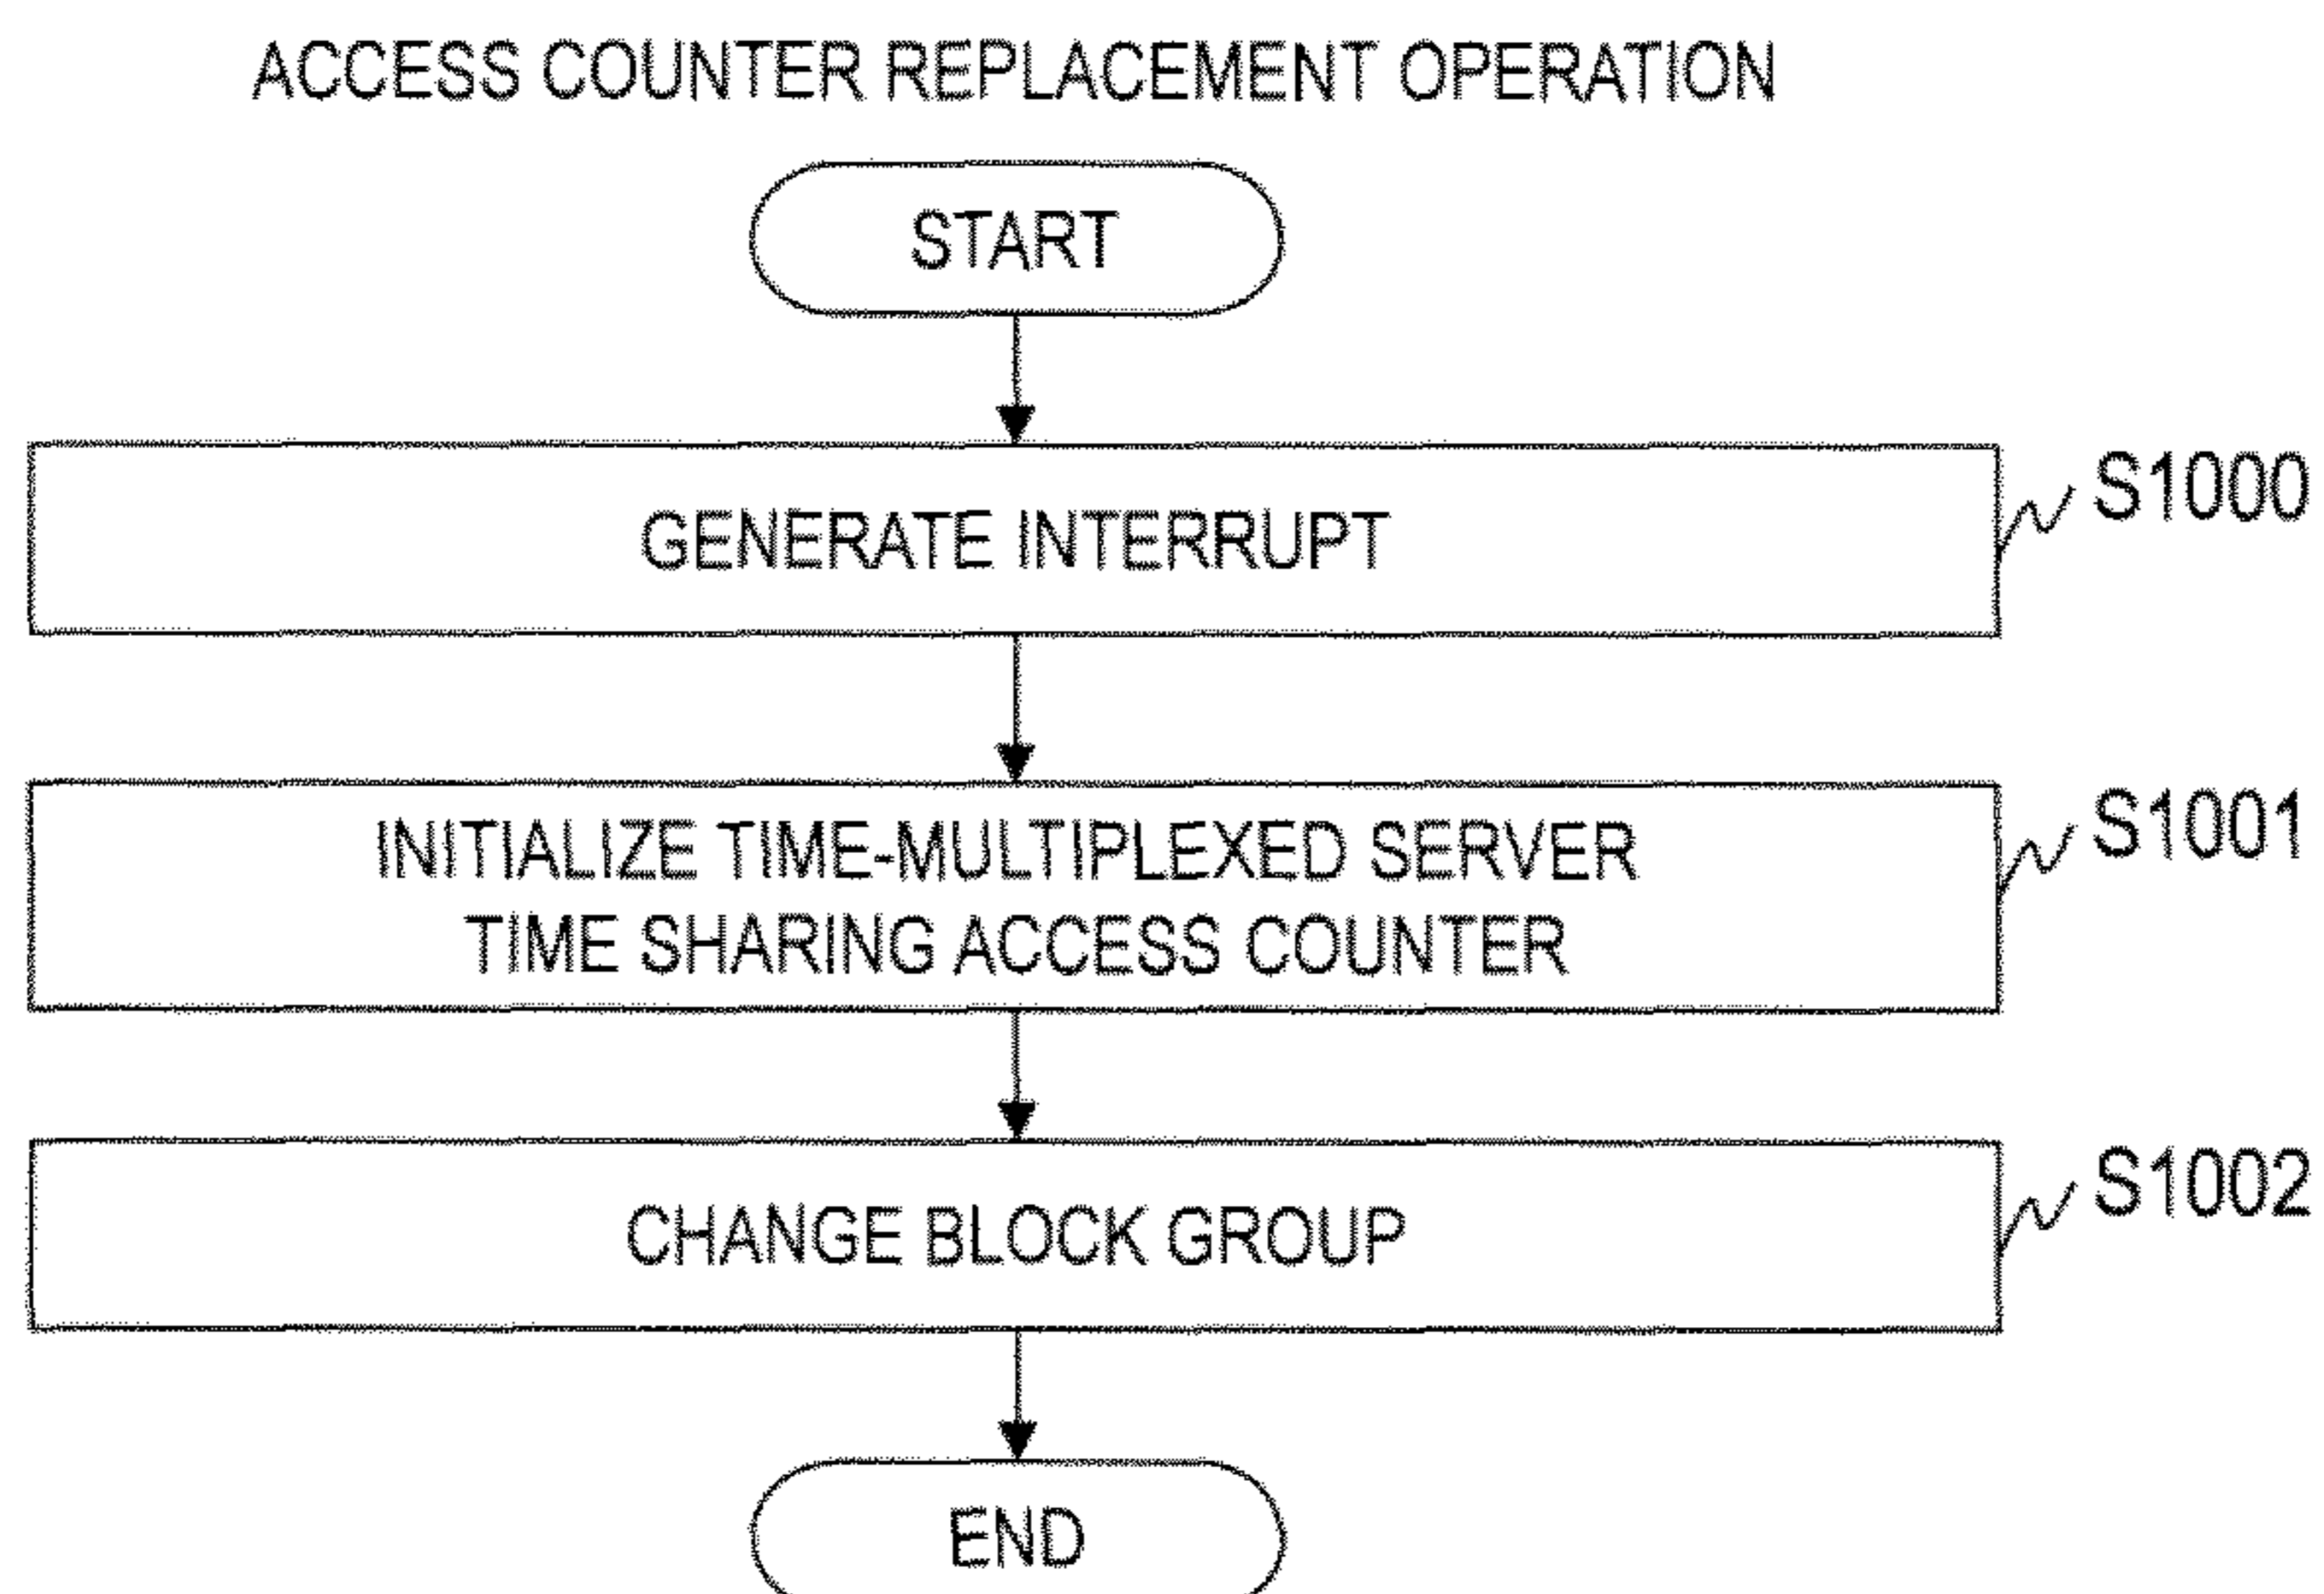 ACCESS COUNTER REPLACEMENT OPERATION
START
GENERATE INTERRUPT
S1000
INITIALIZE TIME-MULTIPLEXED SERVER
TIME SHARING ACCESS COUNTER
S1001
CHANGE BLOCK GROUP
S1002
END